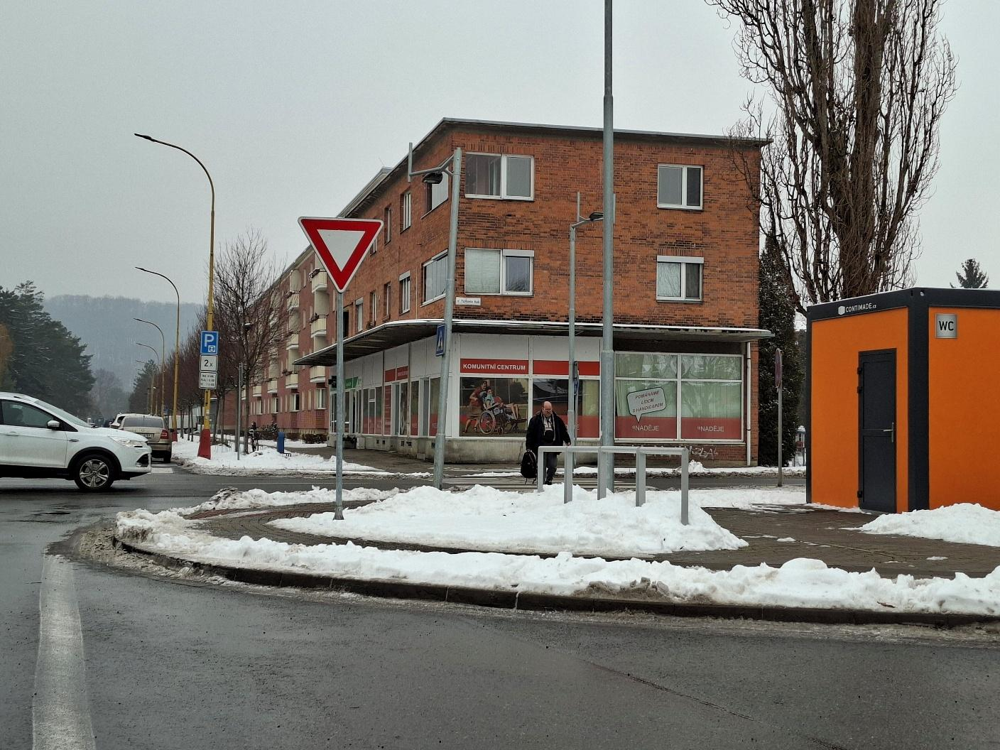 CONTIMADE.cz
WC
P
2x
KOMUNITNÍ CENTRUM
POMÁHÁME
LIDEM
S HANDICAPEM
NADĚJE
NADĚJE